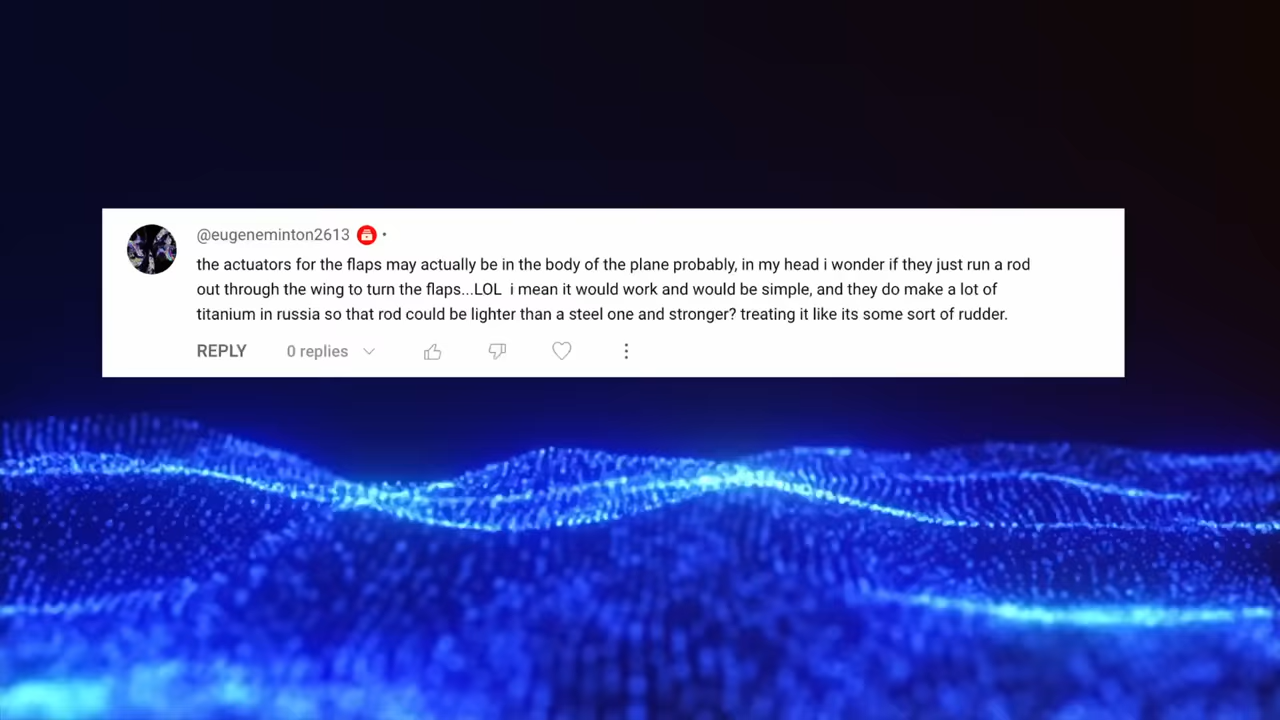 @eugeneminton2613 •
the actuators for the flaps may actually be in the body of the plane probably, in my head i wonder if they just run a rod
out through the wing to turn the flaps...LOL  i mean it would work and would be simple, and they do make a lot of
titanium in russia so that rod could be lighter than a steel one and stronger? treating it like its some sort of rudder.
REPLY 0 replies